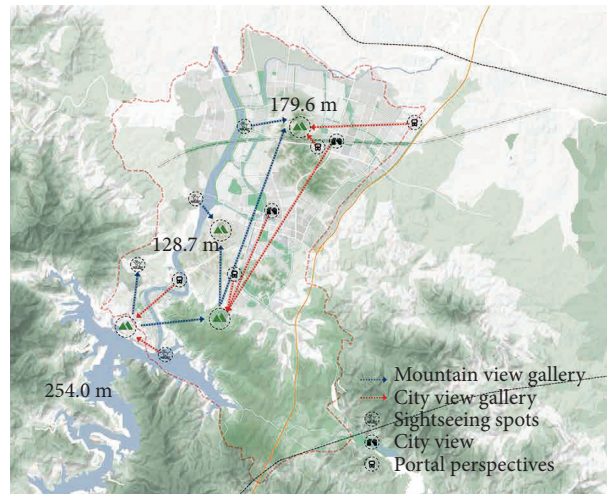 179.6 m
128.7 m
254.0 m
Mountain view gallery
City view gallery
Sightseeing spots
City view
Portal perspectives